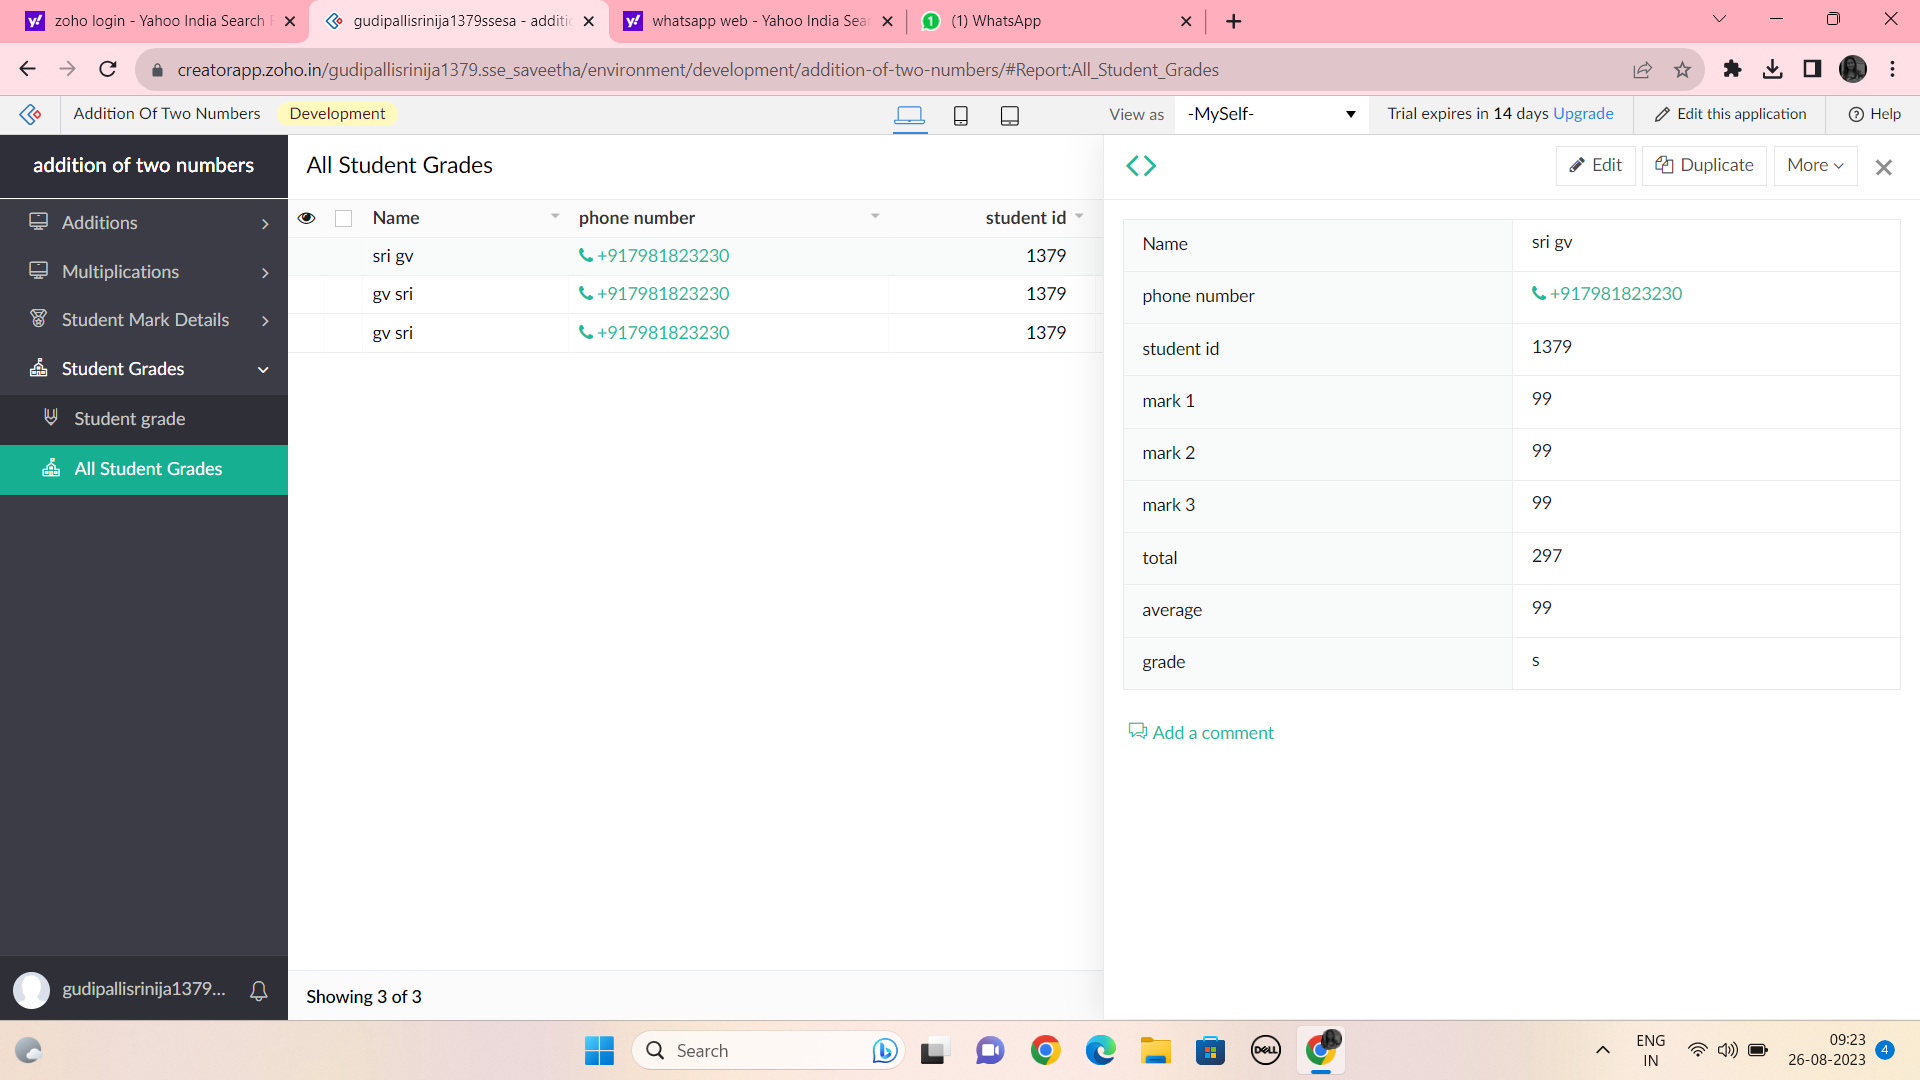 zoho login - Yahoo India Search
gudipallisrinija1379ssesa - additio
whatsapp web - Yahoo India Sear
(1) WhatsApp
creatorapp.zoho.in/gudipallisrinija1379.sse_saveetha/environment/development/addition-of-two-numbers/#Report:All_Student_Grades
Addition Of Two Numbers Development View as -MySelf- Trial expires in 14 days Upgrade Edit this application Help
addition of two numbers
Additions
Multiplications
Student Mark Details
Student Grades
Student grade
All Student Grades
gudipallisrinija1379...
All Student Grades
Name phone number student id
sri gv +917981823230 1379
gv sri +917981823230 1379
gv sri +917981823230 1379
Showing 3 of 3
Edit Duplicate More
Name sri gv
phone number +917981823230
student id 1379
mark 1 99
mark 2 99
mark 3 99
total 297
average 99
grade s
Add a comment
Search
DELL
ENG
IN
09:23
26-08-2023
4